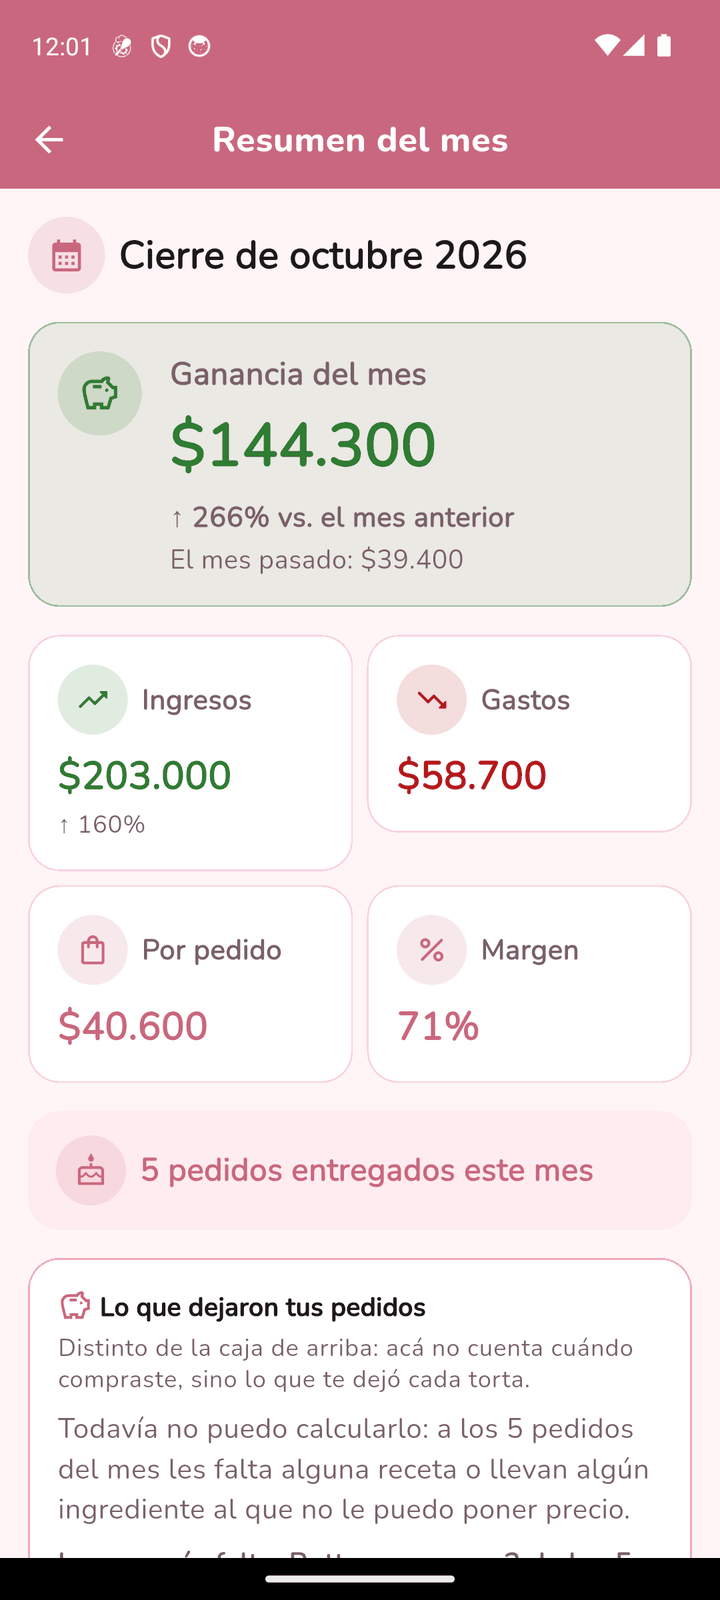 12:01
Resumen del mes
Cierre de octubre 2026
Ganancia del mes
$144.300
↑ 266% vs. el mes anterior
El mes pasado: $39.400
Ingresos
$203.000
↑ 160%
Gastos
$58.700
Por pedido
$40.600
Margen
71%
5 pedidos entregados este mes
Lo que dejaron tus pedidos
Distinto de la caja de arriba: acá no cuenta cuándo
compraste, sino lo que te dejó cada torta.
Todavía no puedo calcularlo: a los 5 pedidos
del mes les falta alguna receta o llevan algún
ingrediente al que no le puedo poner precio.